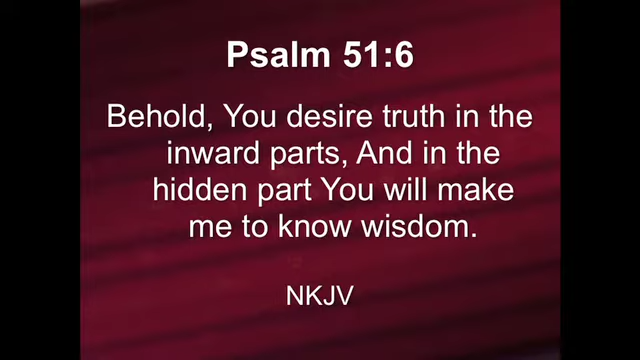 Psalm 51:6
Behold, You desire truth in the
inward parts, And in the
hidden part You will make
me to know wisdom.
NKJV